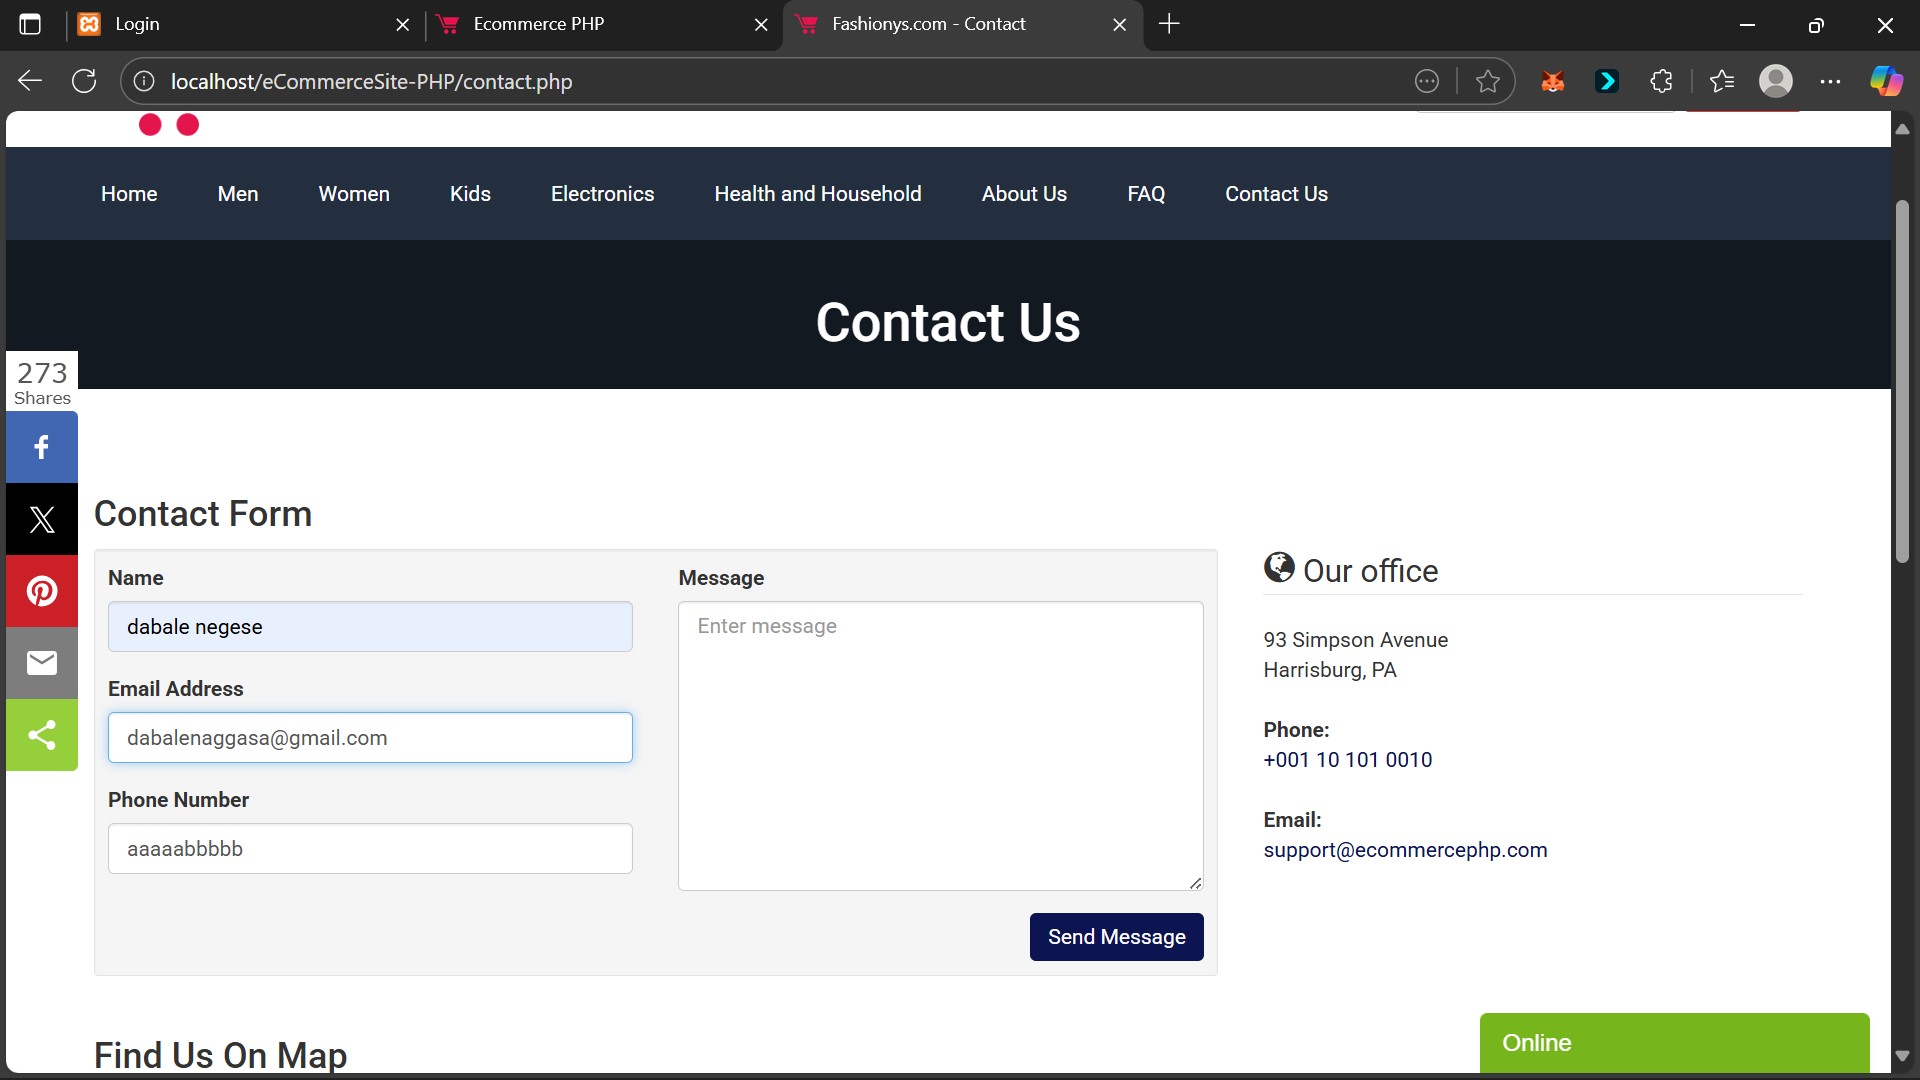 Login
Ecommerce PHP
Fashionys.com - Contact
localhost/eCommerceSite-PHP/contact.php
Home
Men
Women
Kids
Electronics
Health and Household
About Us
FAQ
Contact Us
Contact Us
273
Shares
Contact Form
Name
dabale negese
Email Address
dabalenaggasa@gmail.com
Phone Number
aaaaabbbbb
Message
Enter message
Send Message
Our office
93 Simpson Avenue
Harrisburg, PA
Phone:
+001 10 101 0010
Email:
support@ecommercephp.com
Find Us On Map
Online